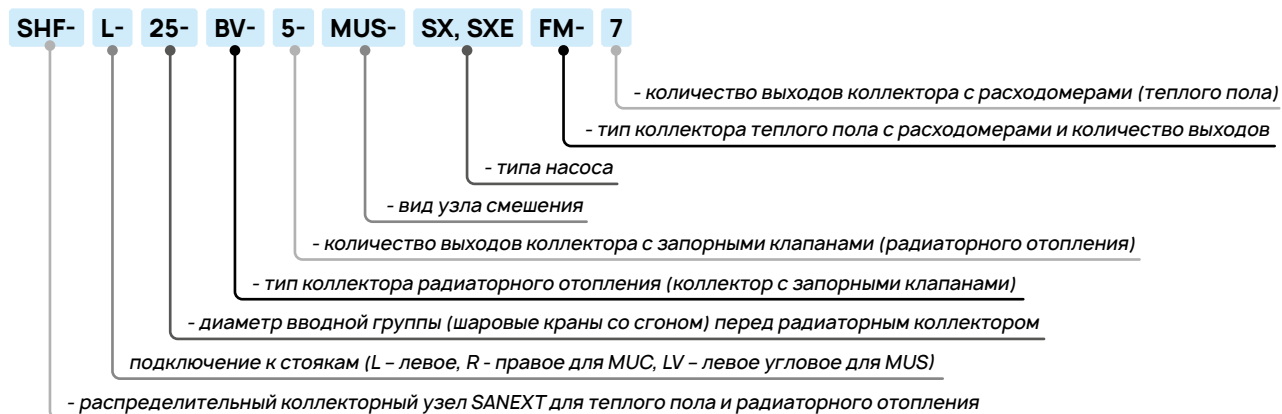 SHF- L- 25- BV- 5- MUS- SX, SXE FM- 7
- количество выходов коллектора с расходомерами (теплого пола)
- тип коллектора теплого пола с расходомерами и количество выходов
- типа насоса
- вид узла смешения
- количество выходов коллектора с запорными клапанами (радиаторного отопления)
- тип коллектора радиаторного отопления (коллектор с запорными клапанами)
- диаметр вводной группы (шаровые краны со сгоном) перед радиаторным коллектором
подключение к стоякам (L – левое, R - правое для MUC, LV – левое угловое для MUS)
- распределительный коллекторный узел SANEXT для теплого пола и радиаторного отопления